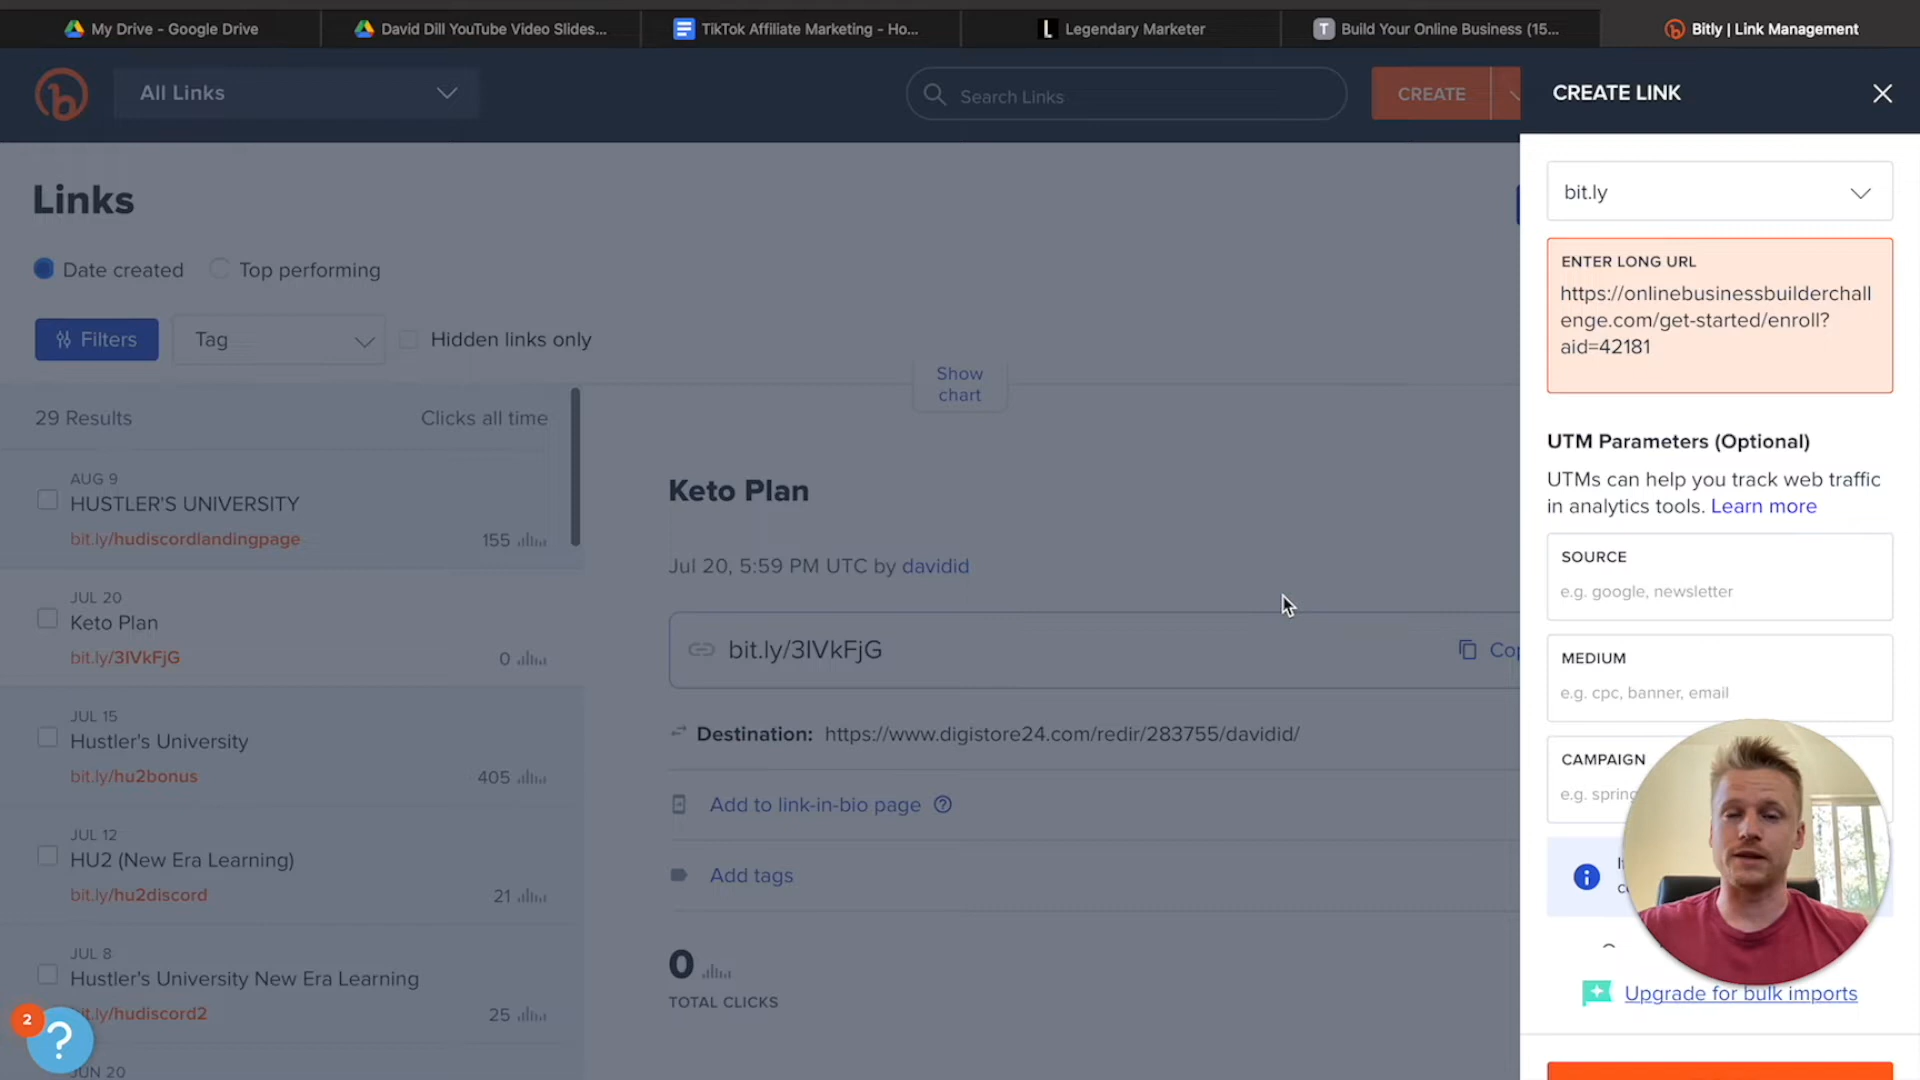 My Drive - Google Drive
David Dill YouTube Video Slides...
TikTok Affiliate Marketing - Ho...
L Legendary Marketer
T Build Your Online Business (15...
Bitly | Link Management
b
All Links
Search Links
CREATE
CREATE LINK
Links
Date created
Top performing
Filters
Tag
Hidden links only
Show
chart
29 Results
Clicks all time
AUG 9
HUSTLER'S UNIVERSITY
bit.ly/hudiscordlandingpage
155
JUL 20
Keto Plan
bit.ly/3IVkFjG
0
JUL 15
Hustler's University
bit.ly/hu2bonus
405
JUL 12
HU2 (New Era Learning)
bit.ly/hu2discord
21
JUL 8
Hustler's University New Era Learning
it.ly/hudiscord2
25
JUN 20
2
?
Keto Plan
Jul 20, 5:59 PM UTC by davidid
bit.ly/3IVkFjG
Cop
Destination: https://www.digistore24.com/redir/283755/davidid/
Add to link-in-bio page ?
Add tags
0
TOTAL CLICKS
bit.ly
ENTER LONG URL
https://onlinebusinessbuilderchall
enge.com/get-started/enroll?
aid=42181
UTM Parameters (Optional)
UTMs can help you track web traffic
in analytics tools. Learn more
SOURCE
e.g. google, newsletter
MEDIUM
e.g. cpc, banner, email
CAMPAIGN
e.g. spring
Upgrade for bulk imports